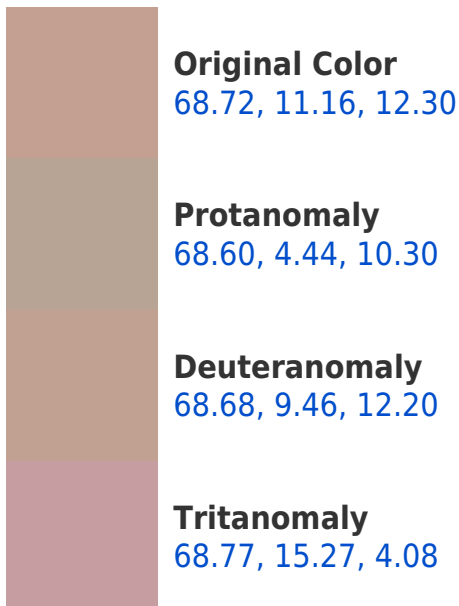 Original Color
68.72, 11.16, 12.30
Protanomaly
68.60, 4.44, 10.30
Deuteranomaly
68.68, 9.46, 12.20
Tritanomaly
68.77, 15.27, 4.08